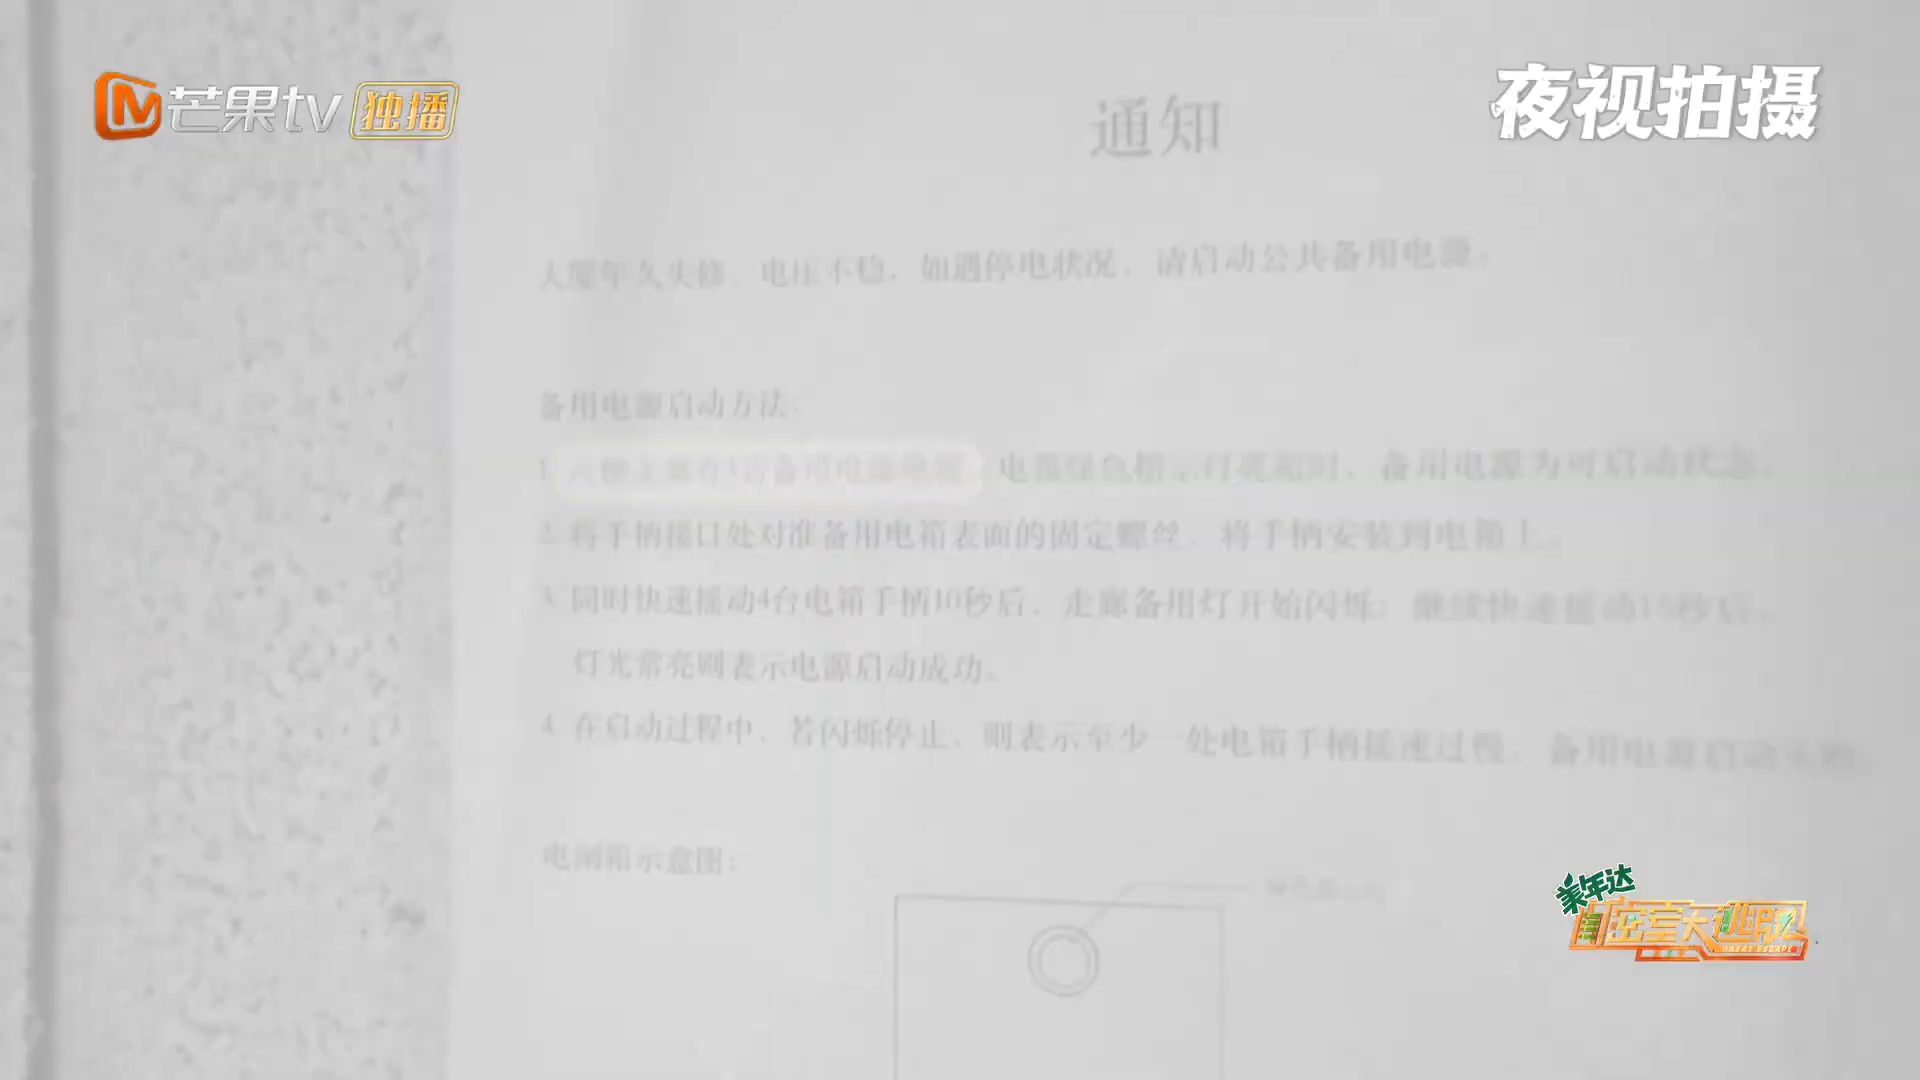 芒果tv 独播
夜视拍摄
通知
大厦年久失修、电压不稳，如遇停电状况，请启动公共备用电源。
备用电源启动方法：
1 备用电源电箱，电源绿色指示灯亮起时，备用电源为可启动状态。
2. 将手柄接口处对准备用电箱表面的固定螺丝，将手柄安装到电箱上。
3. 同时快速摇动4台电箱手柄10秒后，走廊备用灯开始闪烁；继续快速摇动15秒后，
灯光常亮则表示电源启动成功。
4. 在启动过程中，若闪烁停止，则表示至少一处电箱手柄摇速过慢，备用电源启动失败。
电闸箱示意图：
美年达
密室大逃脱
GREAT ESCAPE